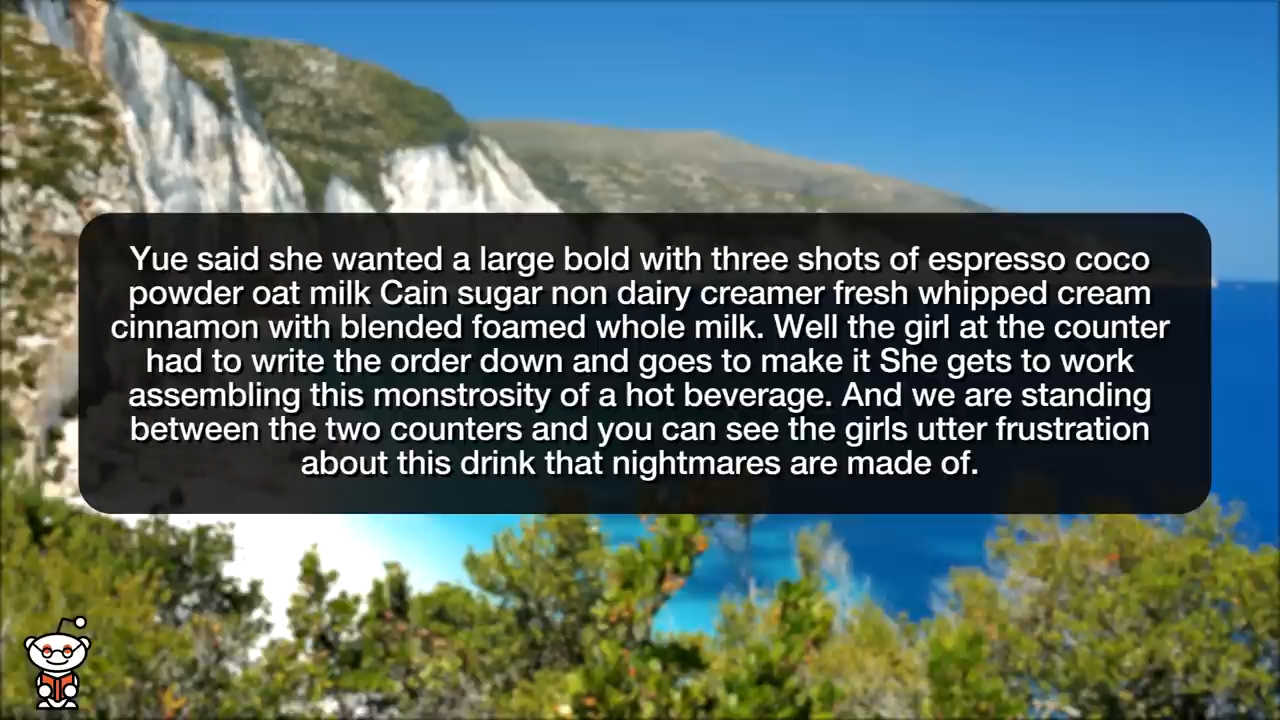 Yue said she wanted a large bold with three shots of espresso coco
powder oat milk Cain sugar non dairy creamer fresh whipped cream
cinnamon with blended foamed whole milk. Well the girl at the counter
had to write the order down and goes to make it She gets to work
assembling this monstrosity of a hot beverage. And we are standing
between the two counters and you can see the girls utter frustration
about this drink that nightmares are made of.